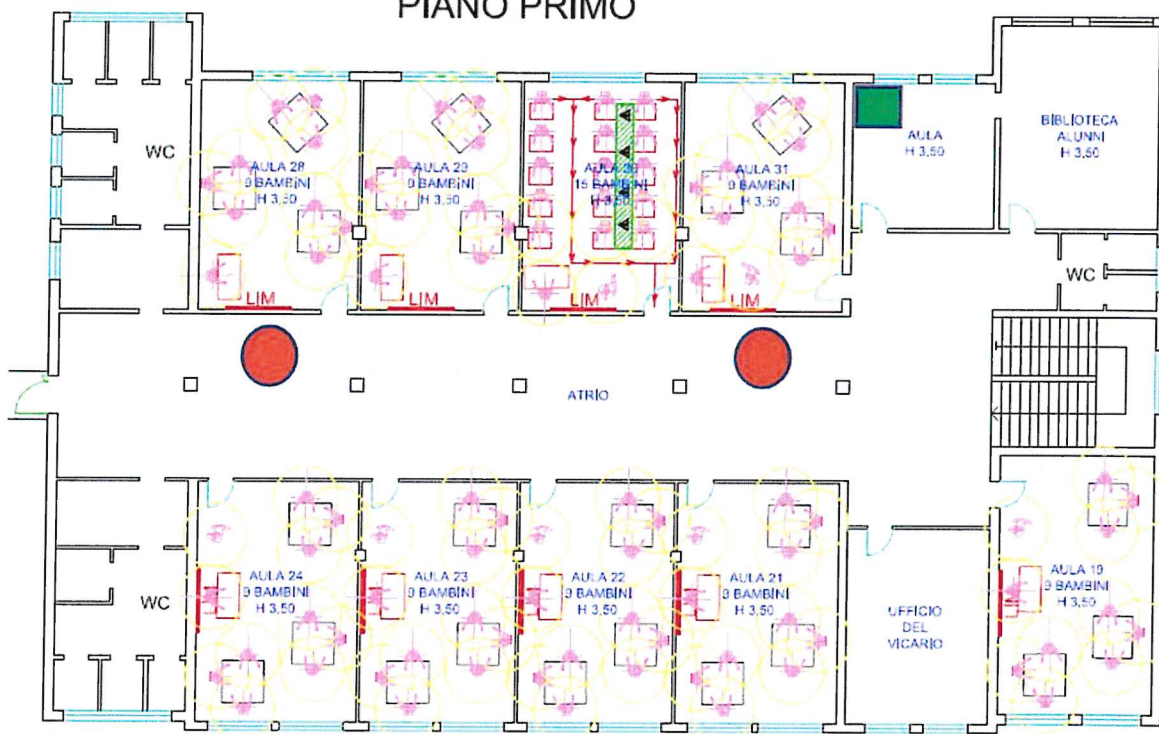 PIANO PRIMO
WC
AULA 28
9 BAMBINI
H 3,50
LIM
AULA 29
9 BAMBINI
H 3,50
LIM
AULA 30
15 BAMBINI
H 3,50
LIM
AULA 31
9 BAMBINI
H 3,50
LIM
AULA
H 3,50
BIBLIOTECA
ALUNNI
H 3,50
WC
ATRIO
WC
AULA 24
9 BAMBINI
H 3,50
AULA 23
9 BAMBINI
H 3,50
AULA 22
9 BAMBINI
H 3,50
AULA 21
9 BAMBINI
H 3,50
UFFICIO
DEL
VICARIO
AULA 19
9 BAMBINI
H 3,50